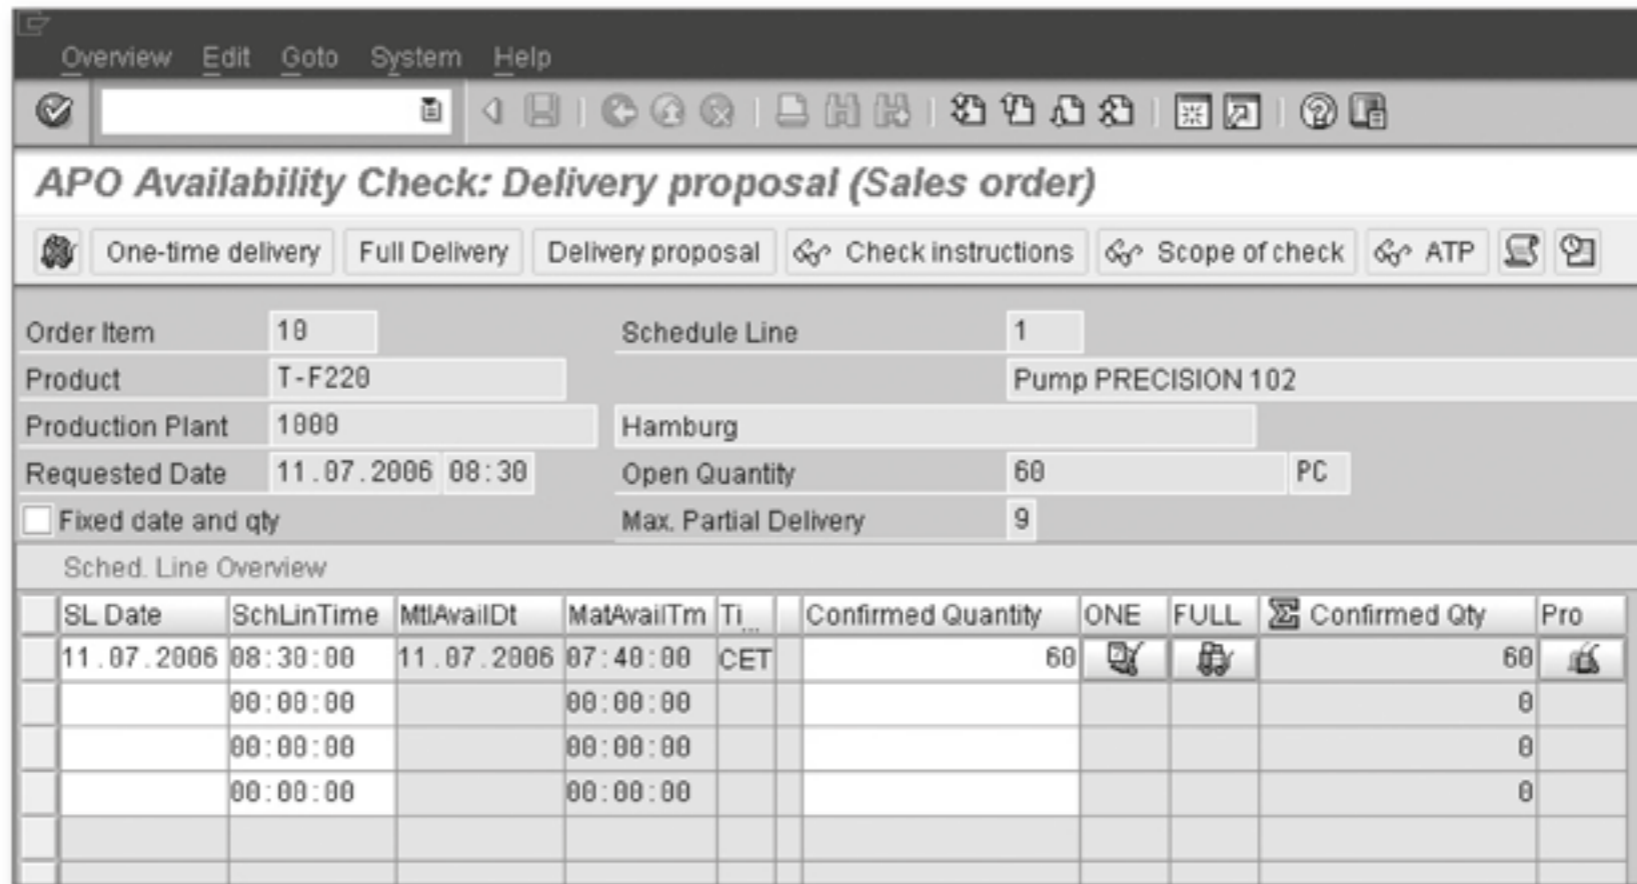 Overview Edit Goto System Help
APO Availability Check: Delivery proposal (Sales order)
One-time delivery Full Delivery Delivery proposal Check instructions Scope of check ATP
Order Item 10 Schedule Line 1
Product T-F220 Pump PRECISION 102
Production Plant 1000 Hamburg
Requested Date 11.07.2006 08:30 Open Quantity 60 PC
Fixed date and qty Max. Partial Delivery 9
Sched. Line Overview
SL Date SchLinTime MtlAvailDt MatAvailTm Ti... Confirmed Quantity ONE FULL Σ Confirmed Qty Pro
11.07.2006 08:30:00 11.07.2006 07:40:00 CET 60 60
00:00:00 00:00:00 0
00:00:00 00:00:00 0
00:00:00 00:00:00 0